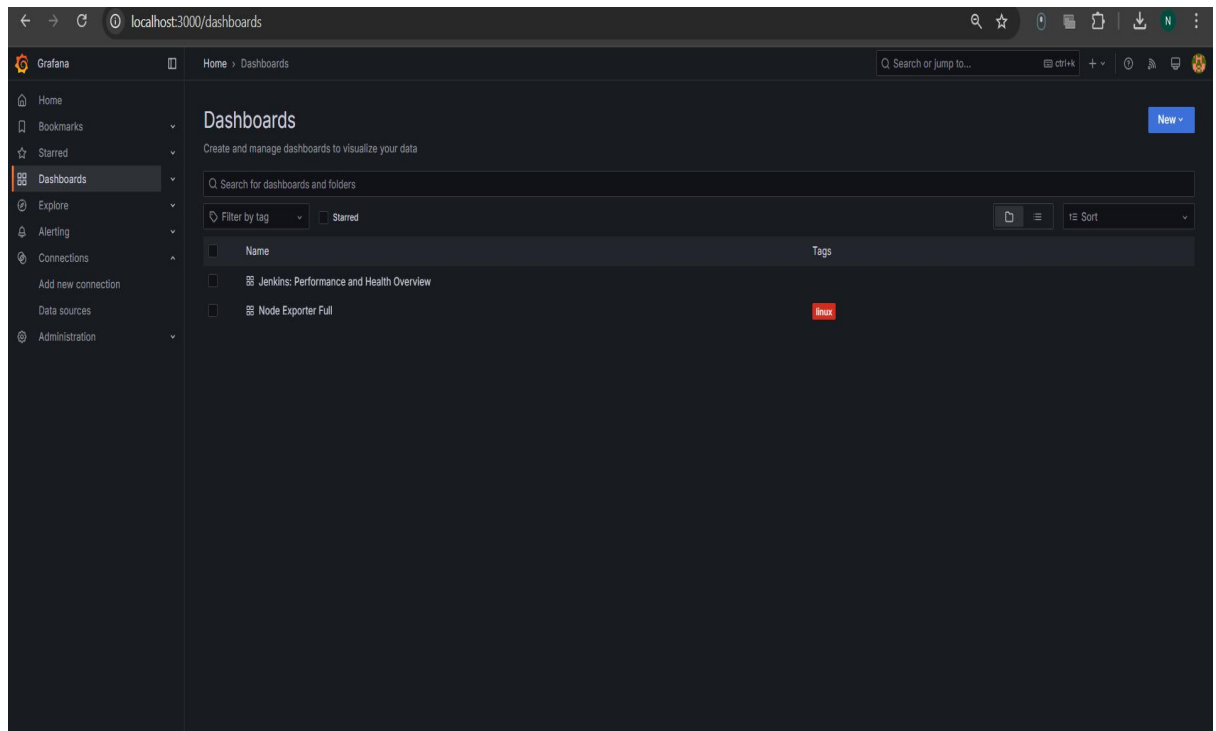 localhost:3000/dashboards
N
Grafana
Home › Dashboards
Search or jump to...
ctrl+k
Home
Bookmarks
Starred
Dashboards
Explore
Alerting
Connections
Add new connection
Data sources
Administration
Dashboards
New
Create and manage dashboards to visualize your data
Search for dashboards and folders
Filter by tag
Starred
Sort
Name Tags
Jenkins: Performance and Health Overview
Node Exporter Full linux